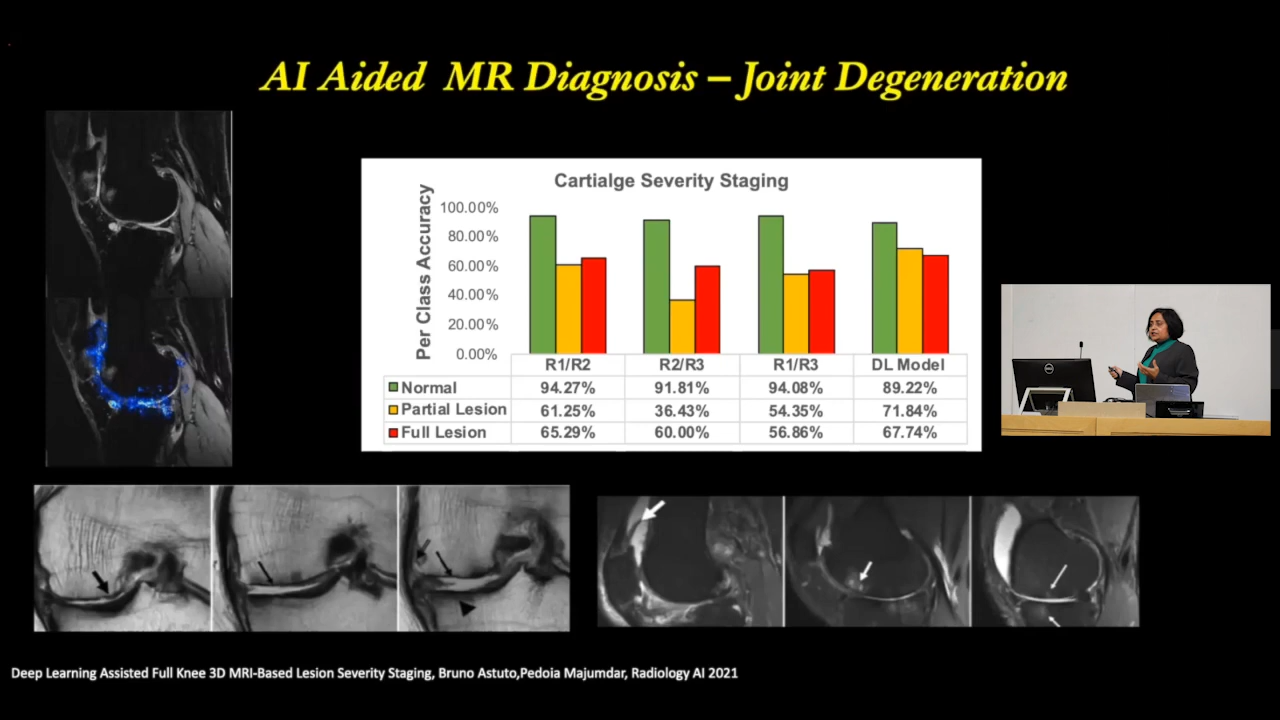 AI Aided MR Diagnosis – Joint Degeneration
Cartialge Severity Staging
Per Class Accuracy
100.00%
80.00%
60.00%
40.00%
20.00%
0.00%
R1/R2 R2/R3 R1/R3 DL Model
Normal 94.27% 91.81% 94.08% 89.22%
Partial Lesion 61.25% 36.43% 54.35% 71.84%
Full Lesion 65.29% 60.00% 56.86% 67.74%
DELL
Deep Learning Assisted Full Knee 3D MRI-Based Lesion Severity Staging, Bruno Astuto,Pedoia Majumdar, Radiology AI 2021